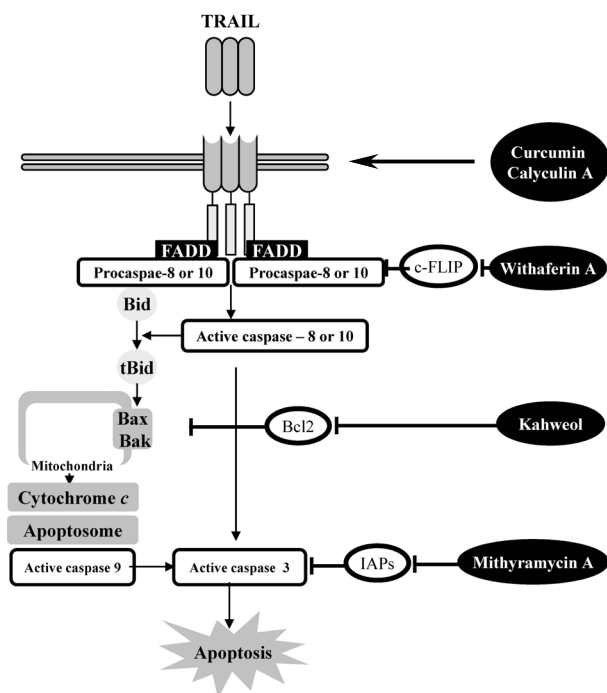 TRAIL
Curcumin
Calyculin A
FADD
FADD
Procaspae-8 or 10
Procaspae-8 or 10
c-FLIP
Withaferin A
Bid
Active caspase – 8 or 10
tBid
Bax
Bak
Bcl2
Kahweol
Mitochondria
Cytochrome c
Apoptosome
Active caspase 9
Active caspase 3
IAPs
Mithyramycin A
Apoptosis